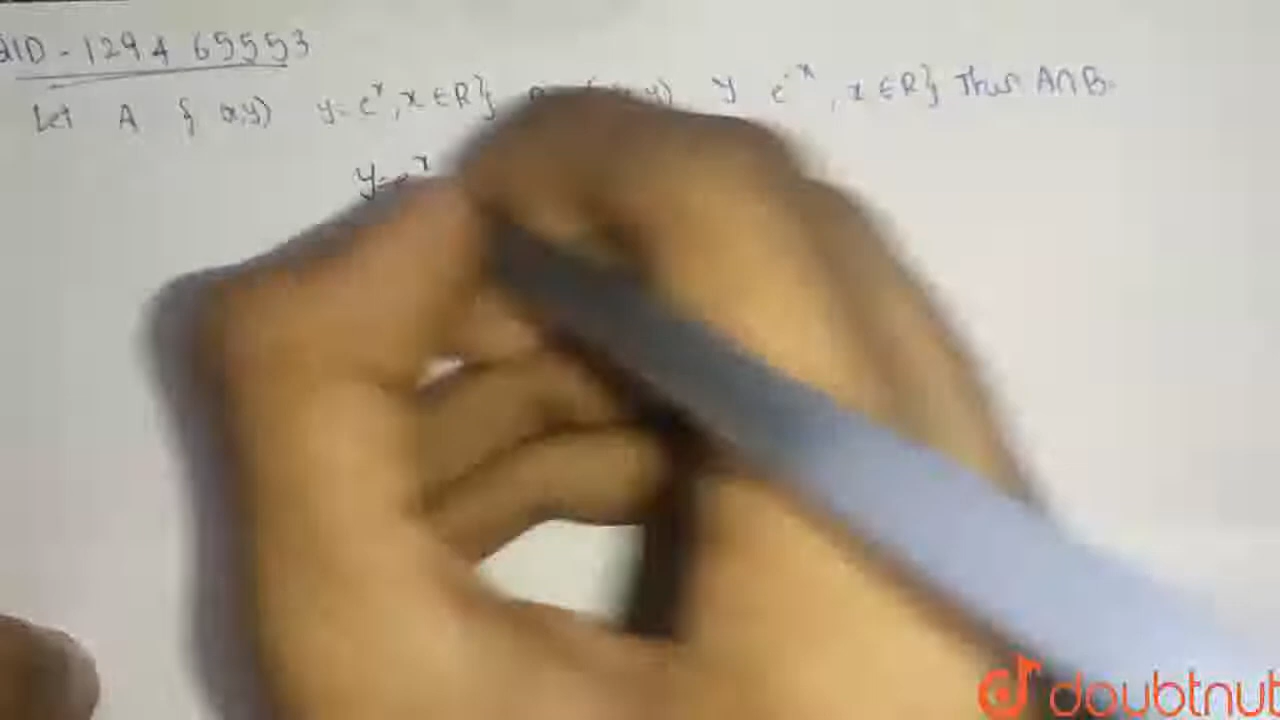 QID - 1294 65553
Let A { (x,y) y=e^x, x ∈ R} y e^-x, x ∈ R} Then A∩B.
y=e^x
doubtnut